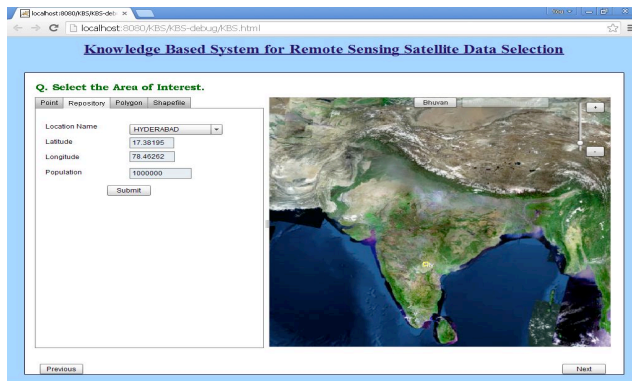 localhost:8080/KBS/KBS-deb
localhost:8080/KBS/KBS-debug/KBS.html
Knowledge Based System for Remote Sensing Satellite Data Selection
Q. Select the Area of Interest.
Point Repository Polygon Shapefile
Location Name HYDERABAD
Latitude 17.38195
Longitude 78.46262
Population 1000000
Submit
Bhuvan
+
-
Previous
Next